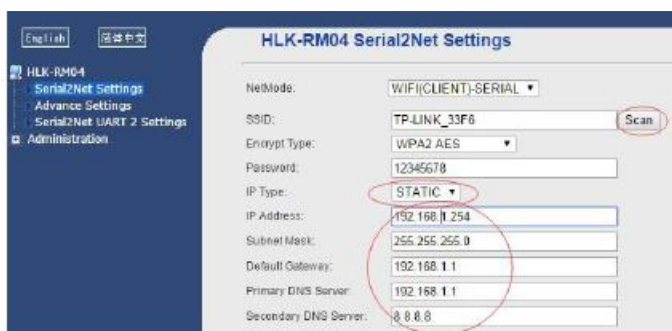 English 简体中文
HLK-RM04
Serial2Net Settings
Advance Settings
Serial2Net UART 2 Settings
Administration
HLK-RM04 Serial2Net Settings
NetMode: WIFI(CLIENT)-SERIAL
SSID: TP-LINK_33F6 Scan
Encrypt Type: WPA2 AES
Password: 12345678
IP Type: STATIC
IP Address: 192.168.1.254
Subnet Mask: 255.255.255.0
Default Gateway: 192.168.1.1
Primary DNS Server: 192.168.1.1
Secondary DNS Server: 8.8.8.8